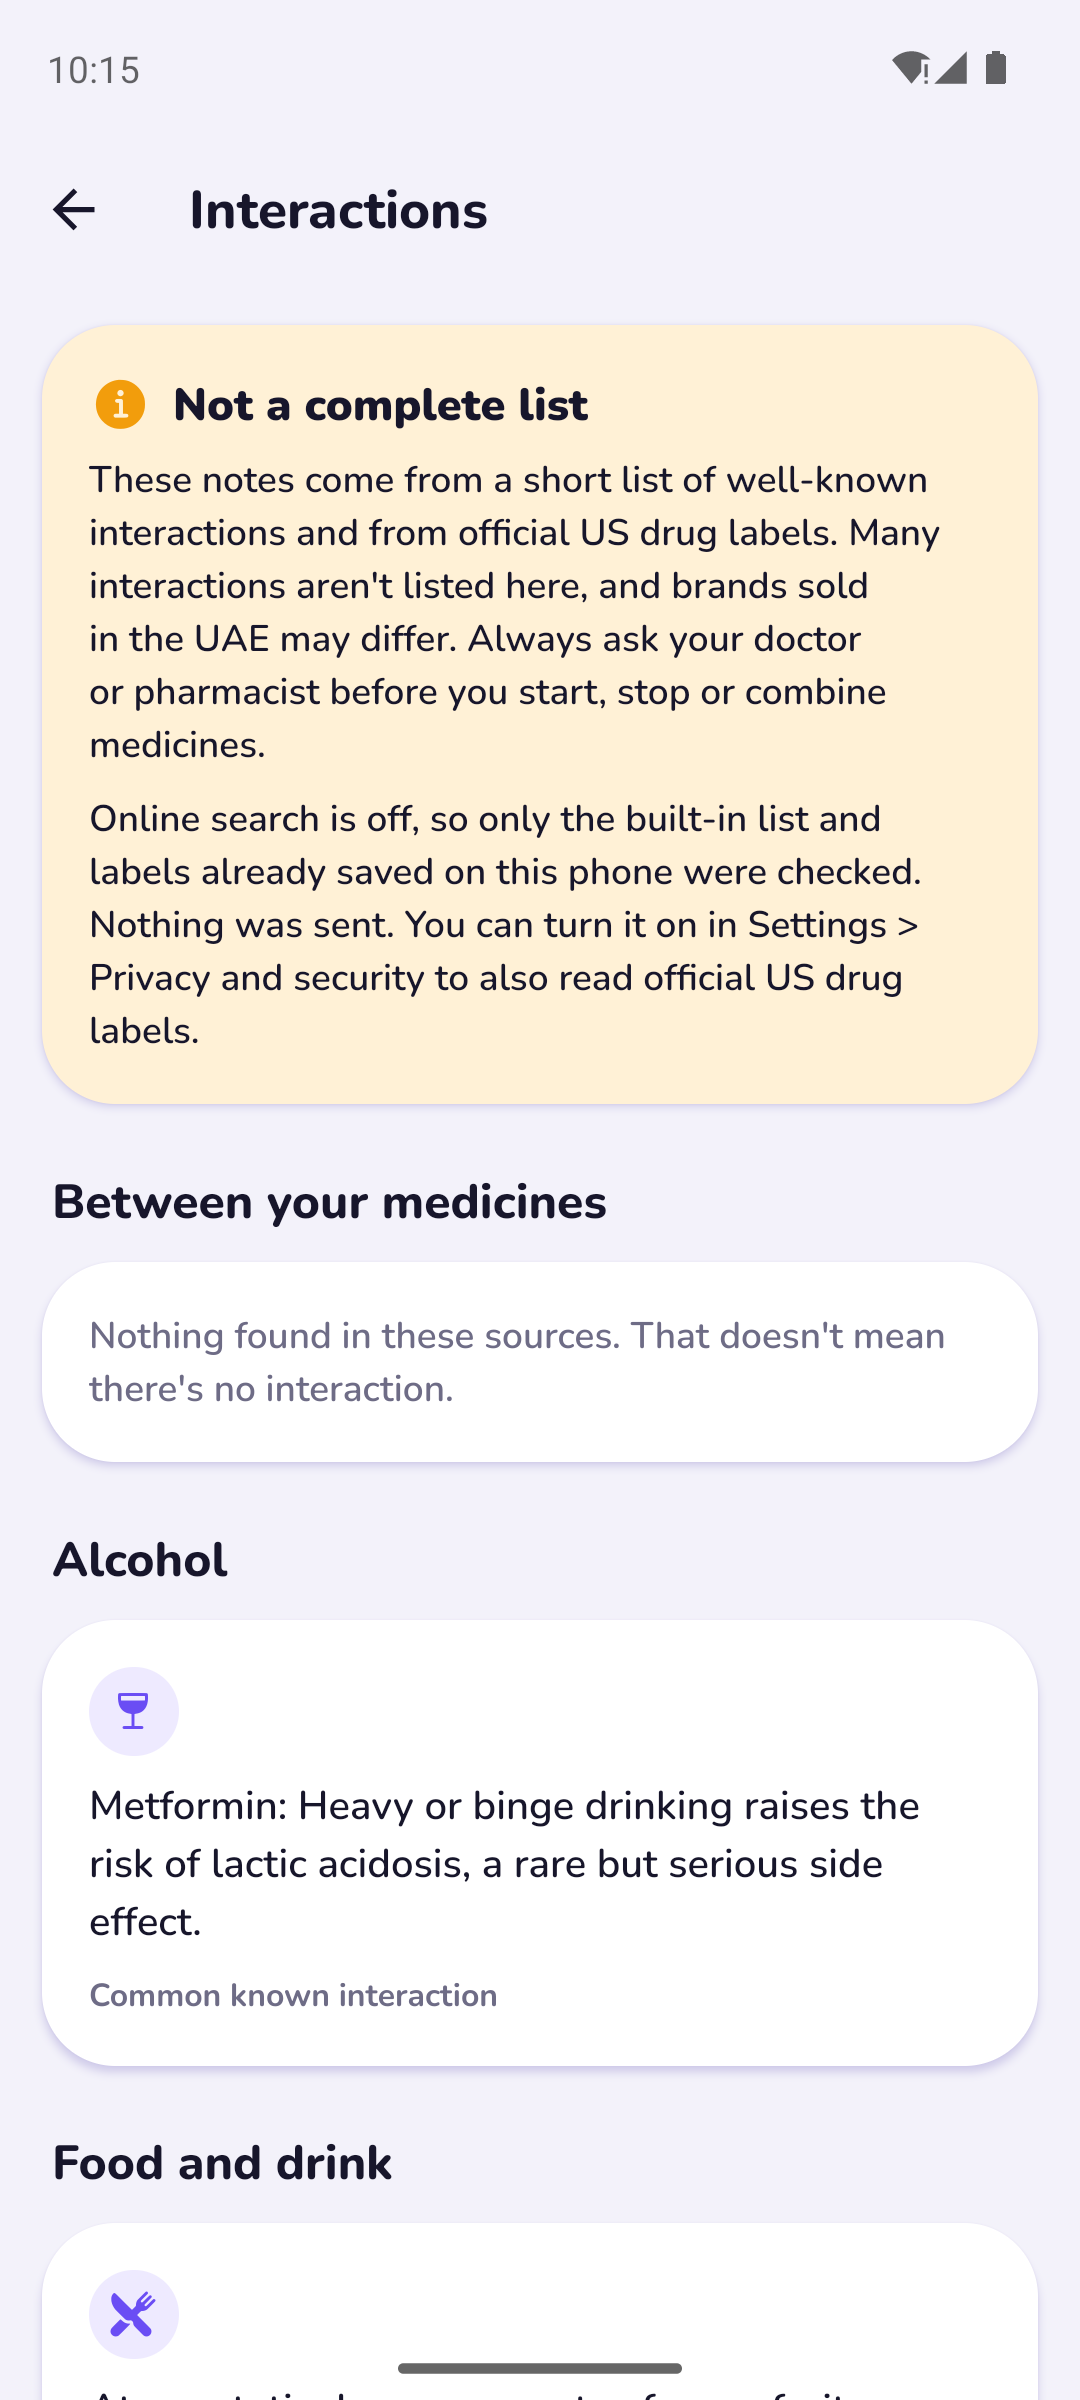 10:15
Interactions
Not a complete list
These notes come from a short list of well-known
interactions and from official US drug labels. Many
interactions aren't listed here, and brands sold
in the UAE may differ. Always ask your doctor
or pharmacist before you start, stop or combine
medicines.
Online search is off, so only the built-in list and
labels already saved on this phone were checked.
Nothing was sent. You can turn it on in Settings >
Privacy and security to also read official US drug
labels.
Between your medicines
Nothing found in these sources. That doesn't mean
there's no interaction.
Alcohol
Metformin: Heavy or binge drinking raises the
risk of lactic acidosis, a rare but serious side
effect.
Common known interaction
Food and drink